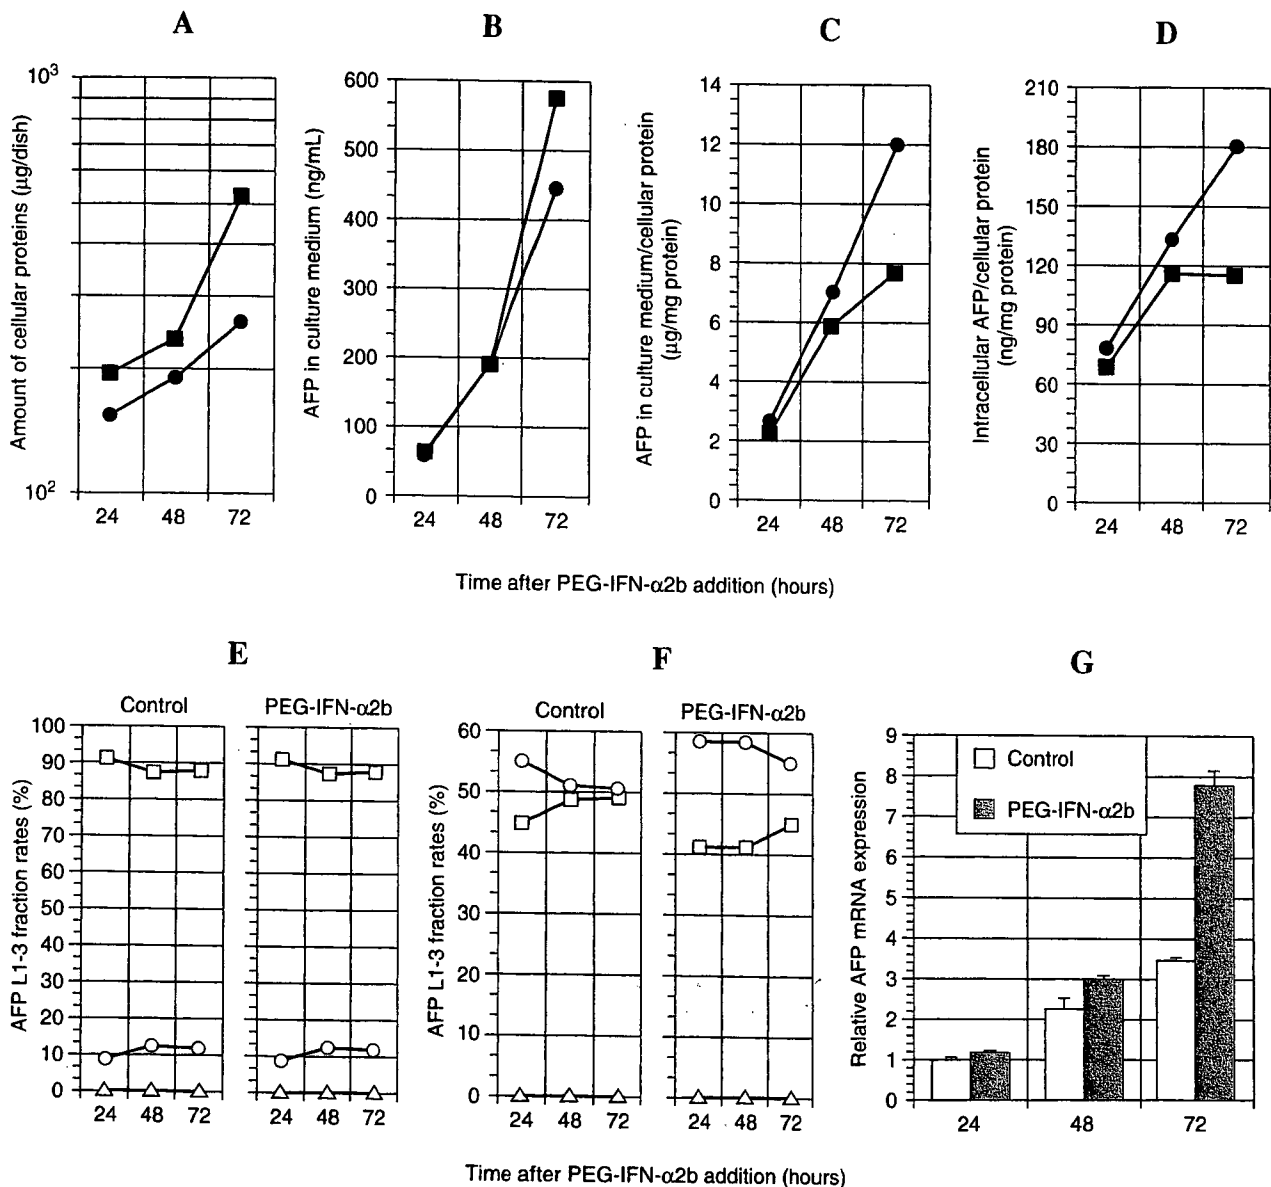 A
B
C
D
Amount of cellular proteins (μg/dish)
10³
10²
24 48 72
AFP in culture medium (ng/mL)
600
500
400
300
200
100
0
24 48 72
AFP in culture medium/cellular protein
(μg/mg protein)
14
12
10
8
6
4
2
0
24 48 72
Intracellular AFP/cellular protein
(ng/mg protein)
210
180
150
120
90
60
30
0
24 48 72
Time after PEG-IFN-α2b addition (hours)
E
F
G
Control
PEG-IFN-α2b
AFP L1-3 fraction rates (%)
100
90
80
70
60
50
40
30
20
10
0
24 48 72
24 48 72
Control
PEG-IFN-α2b
AFP L1-3 fraction rates (%)
60
50
40
30
20
10
0
24 48 72
24 48 72
Relative AFP mRNA expression
9
8
7
6
5
4
3
2
1
0
Control
PEG-IFN-α2b
24 48 72
Time after PEG-IFN-α2b addition (hours)